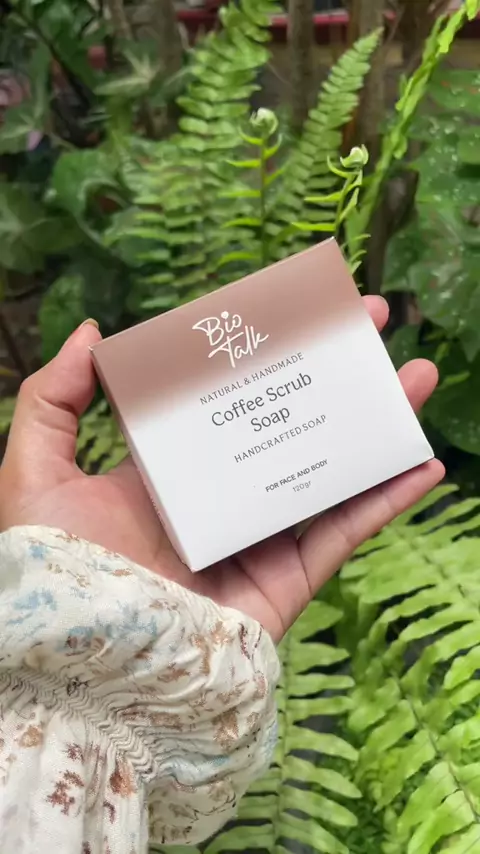 Bio
Talk
NATURAL & HANDMADE
Coffee Scrub
Soap
HANDCRAFTED SOAP
FOR FACE AND BODY
120gr